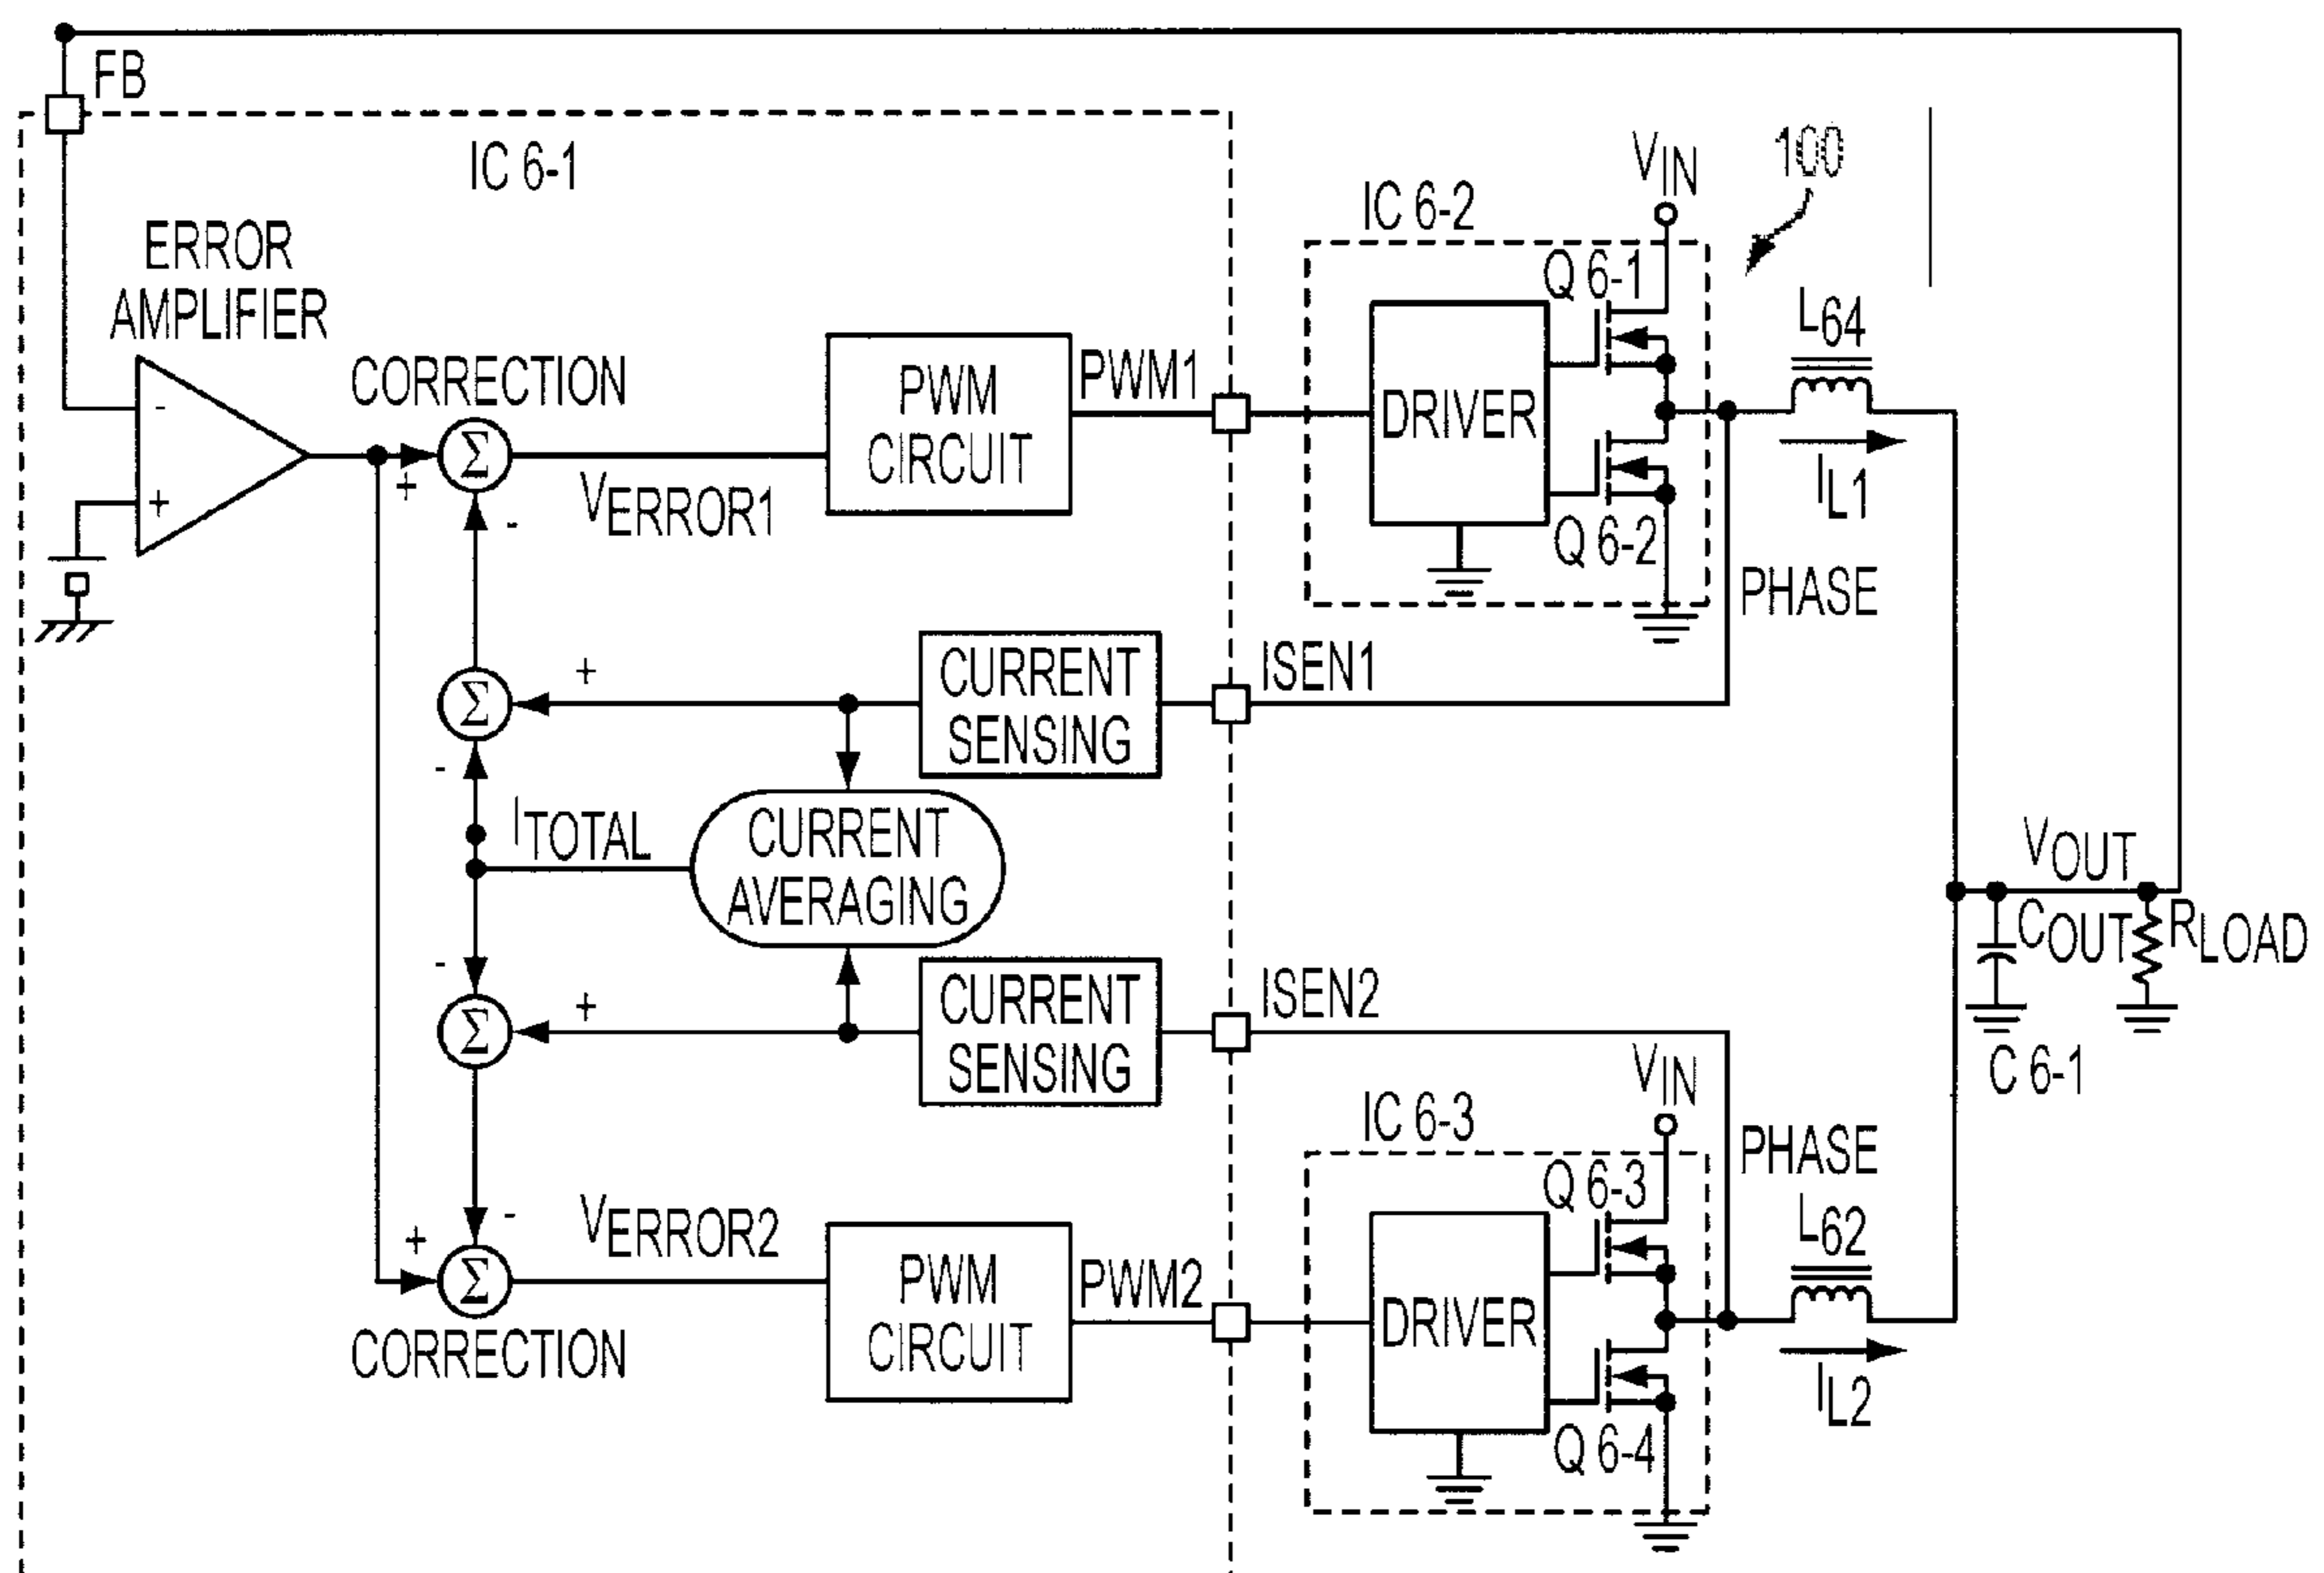 FB
IC 6-1
ERROR
AMPLIFIER
-
+
CORRECTION
Σ
+
-
VERROR1
PWM
CIRCUIT
PWM1
IC 6-2
VIN
100
Q 6-1
DRIVER
Q 6-2
L64
IL1
PHASE
Σ
+
-
CURRENT
SENSING
ISEN1
ITOTAL
CURRENT
AVERAGING
VOUT
COUT
RLOAD
C 6-1
-
Σ
+
CURRENT
SENSING
ISEN2
VIN
IC 6-3
PHASE
Q 6-3
DRIVER
Q 6-4
L62
IL2
-
+
Σ
VERROR2
CORRECTION
PWM
CIRCUIT
PWM2